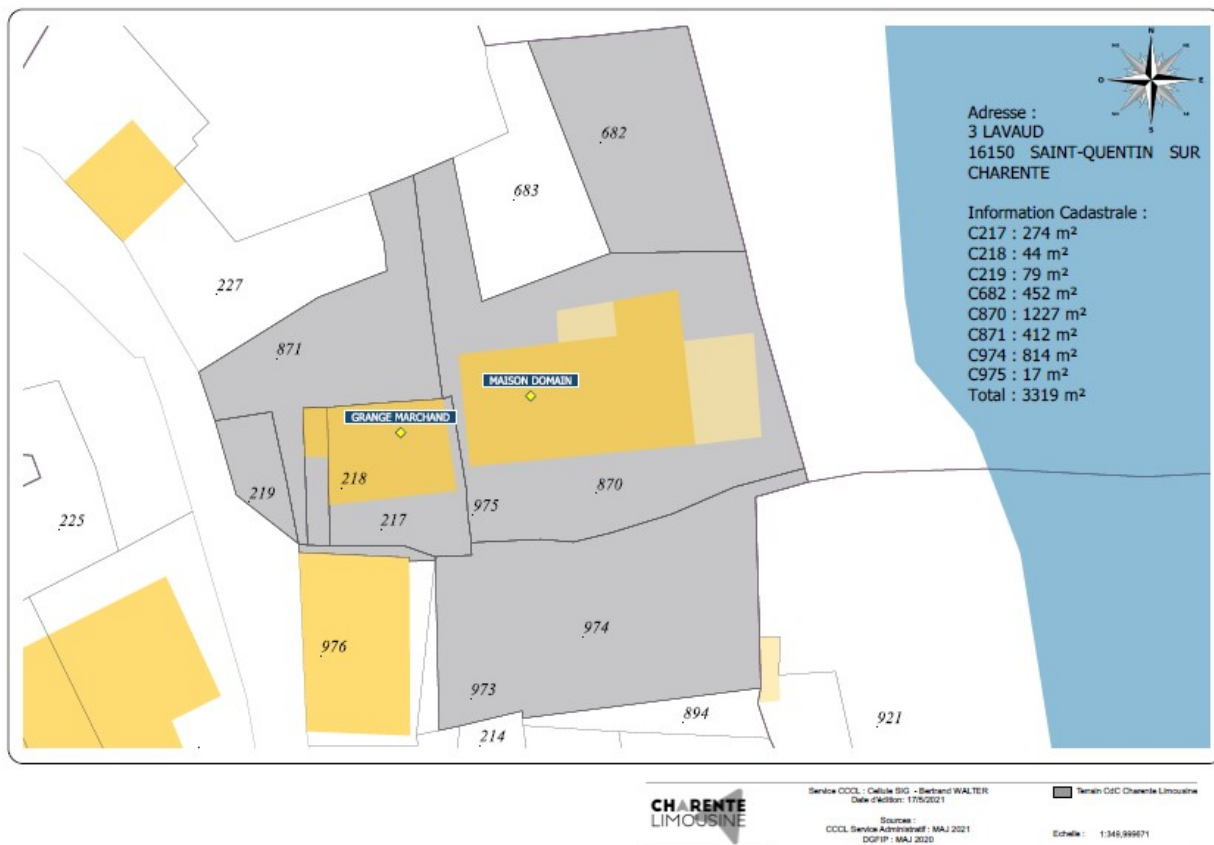 N
O
E
S
Adresse :
3 LAVAUD
16150 SAINT-QUENTIN SUR
CHARENTE
Information Cadastrale :
C217 : 274 m²
C218 : 44 m²
C219 : 79 m²
C682 : 452 m²
C870 : 1227 m²
C871 : 412 m²
C974 : 814 m²
C975 : 17 m²
Total : 3319 m²
682
683
227
871
MAISON DOMAIN
GRANGE MARCHAND
218
219
870
975
217
225
974
976
973
894
921
214
CHARENTE
LIMOUSINE
Service CCCL : Cellule SIG - Bertrand WALTER
Date d'édition: 17/5/2021
Sources :
CCCL Service Administratif : MAJ 2021
DGFIP : MAJ 2020
Terrain CdC Charente Limousine
Echelle : 1:349,999671